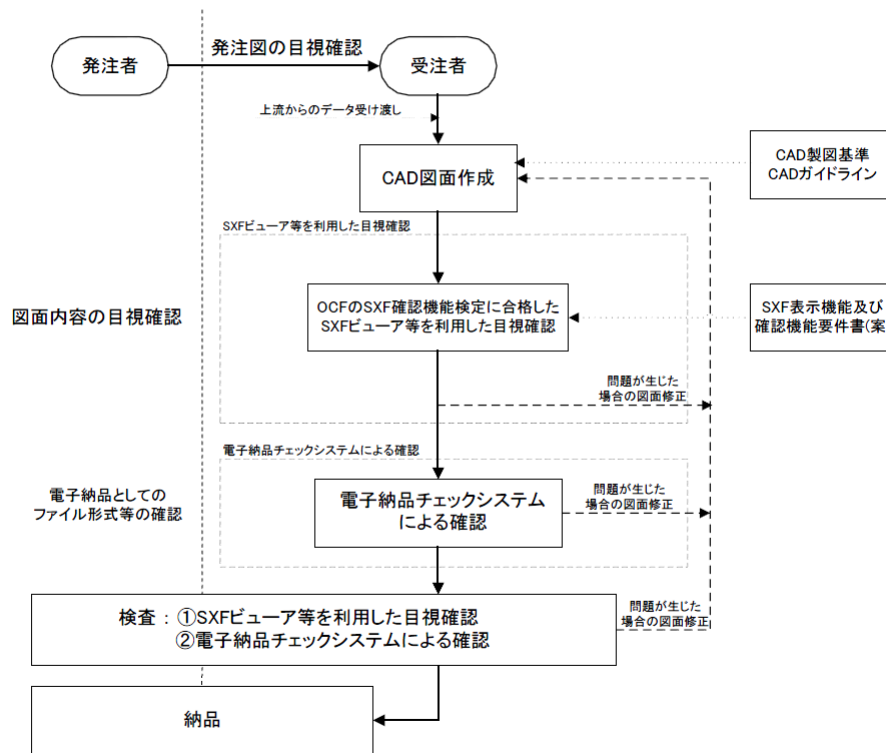 発注図の目視確認
発注者
受注者
上流からのデータ受け渡し
CAD図面作成
CAD製図基準
CADガイドライン
SXFビューア等を利用した目視確認
図面内容の目視確認
OCFのSXF確認機能検定に合格した
SXFビューア等を利用した目視確認
SXF表示機能及び
確認機能要件書(案
問題が生じた
場合の図面修正
電子納品チェックシステムによる確認
電子納品としての
ファイル形式等の確認
電子納品チェックシステム
による確認
問題が生じた
場合の図面修正
検査：①SXFビューア等を利用した目視確認
②電子納品チェックシステムによる確認
問題が生じた
場合の図面修正
納品